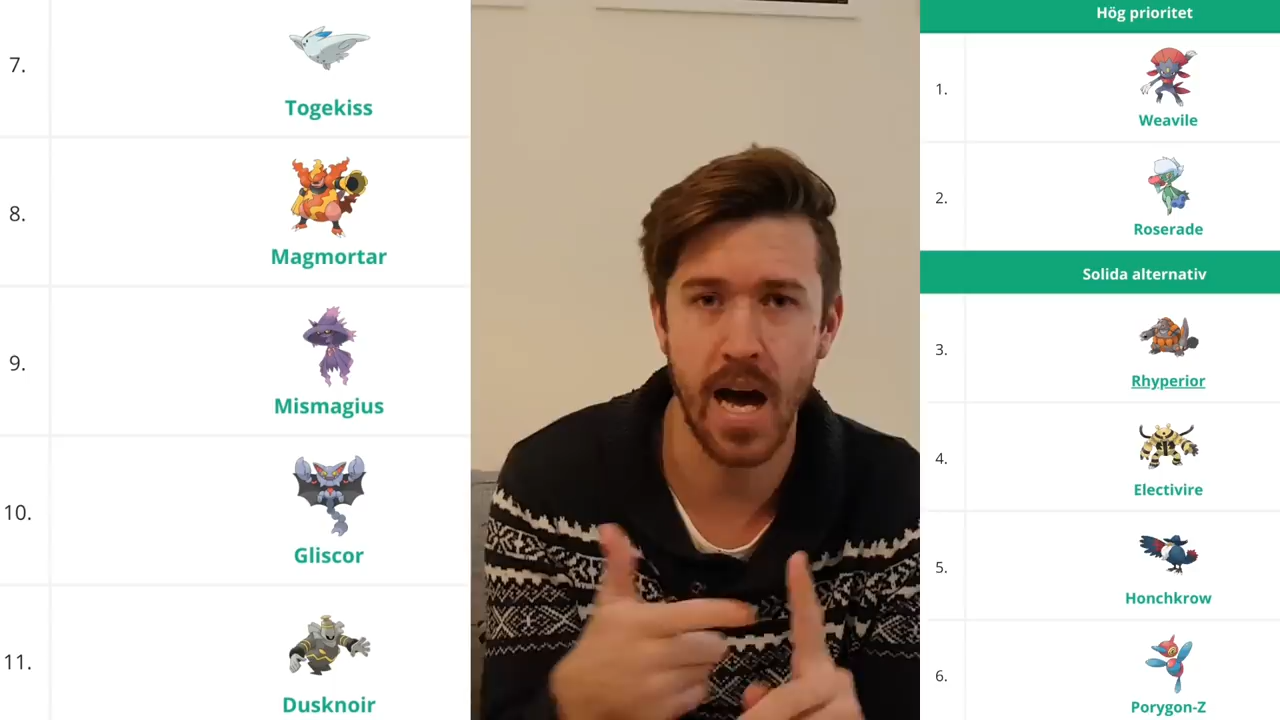 7.
Togekiss
8.
Magmortar
9.
Mismagius
10.
Gliscor
11.
Dusknoir
Hög prioritet
1.
Weavile
2.
Roserade
Solida alternativ
3.
Rhyperior
4.
Electivire
5.
Honchkrow
6.
Porygon-Z